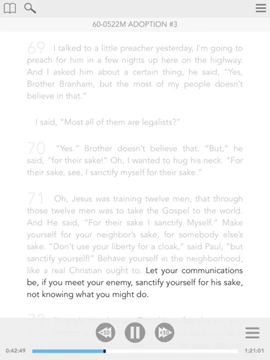 60-0522M ADOPTION #3
69 I talked to a little preacher yesterday, I'm going to
preach for him in a few nights up here on the highway.
And I asked him about a certain thing, he said, "Yes,
Brother Branham, but the most of my people don't
believe in that."
I said, "Most all of them are legalists?"
70 "Yes." Brother doesn't believe that, "But," he
said, "for their sake!" Oh, I wanted to hug his neck. "For
their sake, see, I sanctify myself for their sake."
71 Oh, Jesus was training twelve men, that through
those twelve men was to take the Gospel to the world.
And He said, "For their sake I sanctify Myself." Make
yourself for your neighbor's sake, for somebody else's
sake. "Don't use your liberty for a cloak," said Paul, "but
sanctify yourself!" Behave yourself in the neighborhood,
like a real Christian ought to. Let your communications
be, if you meet your enemy, sanctify yourself for his sake,
not knowing what you might do.
0:42:49
1:21:01